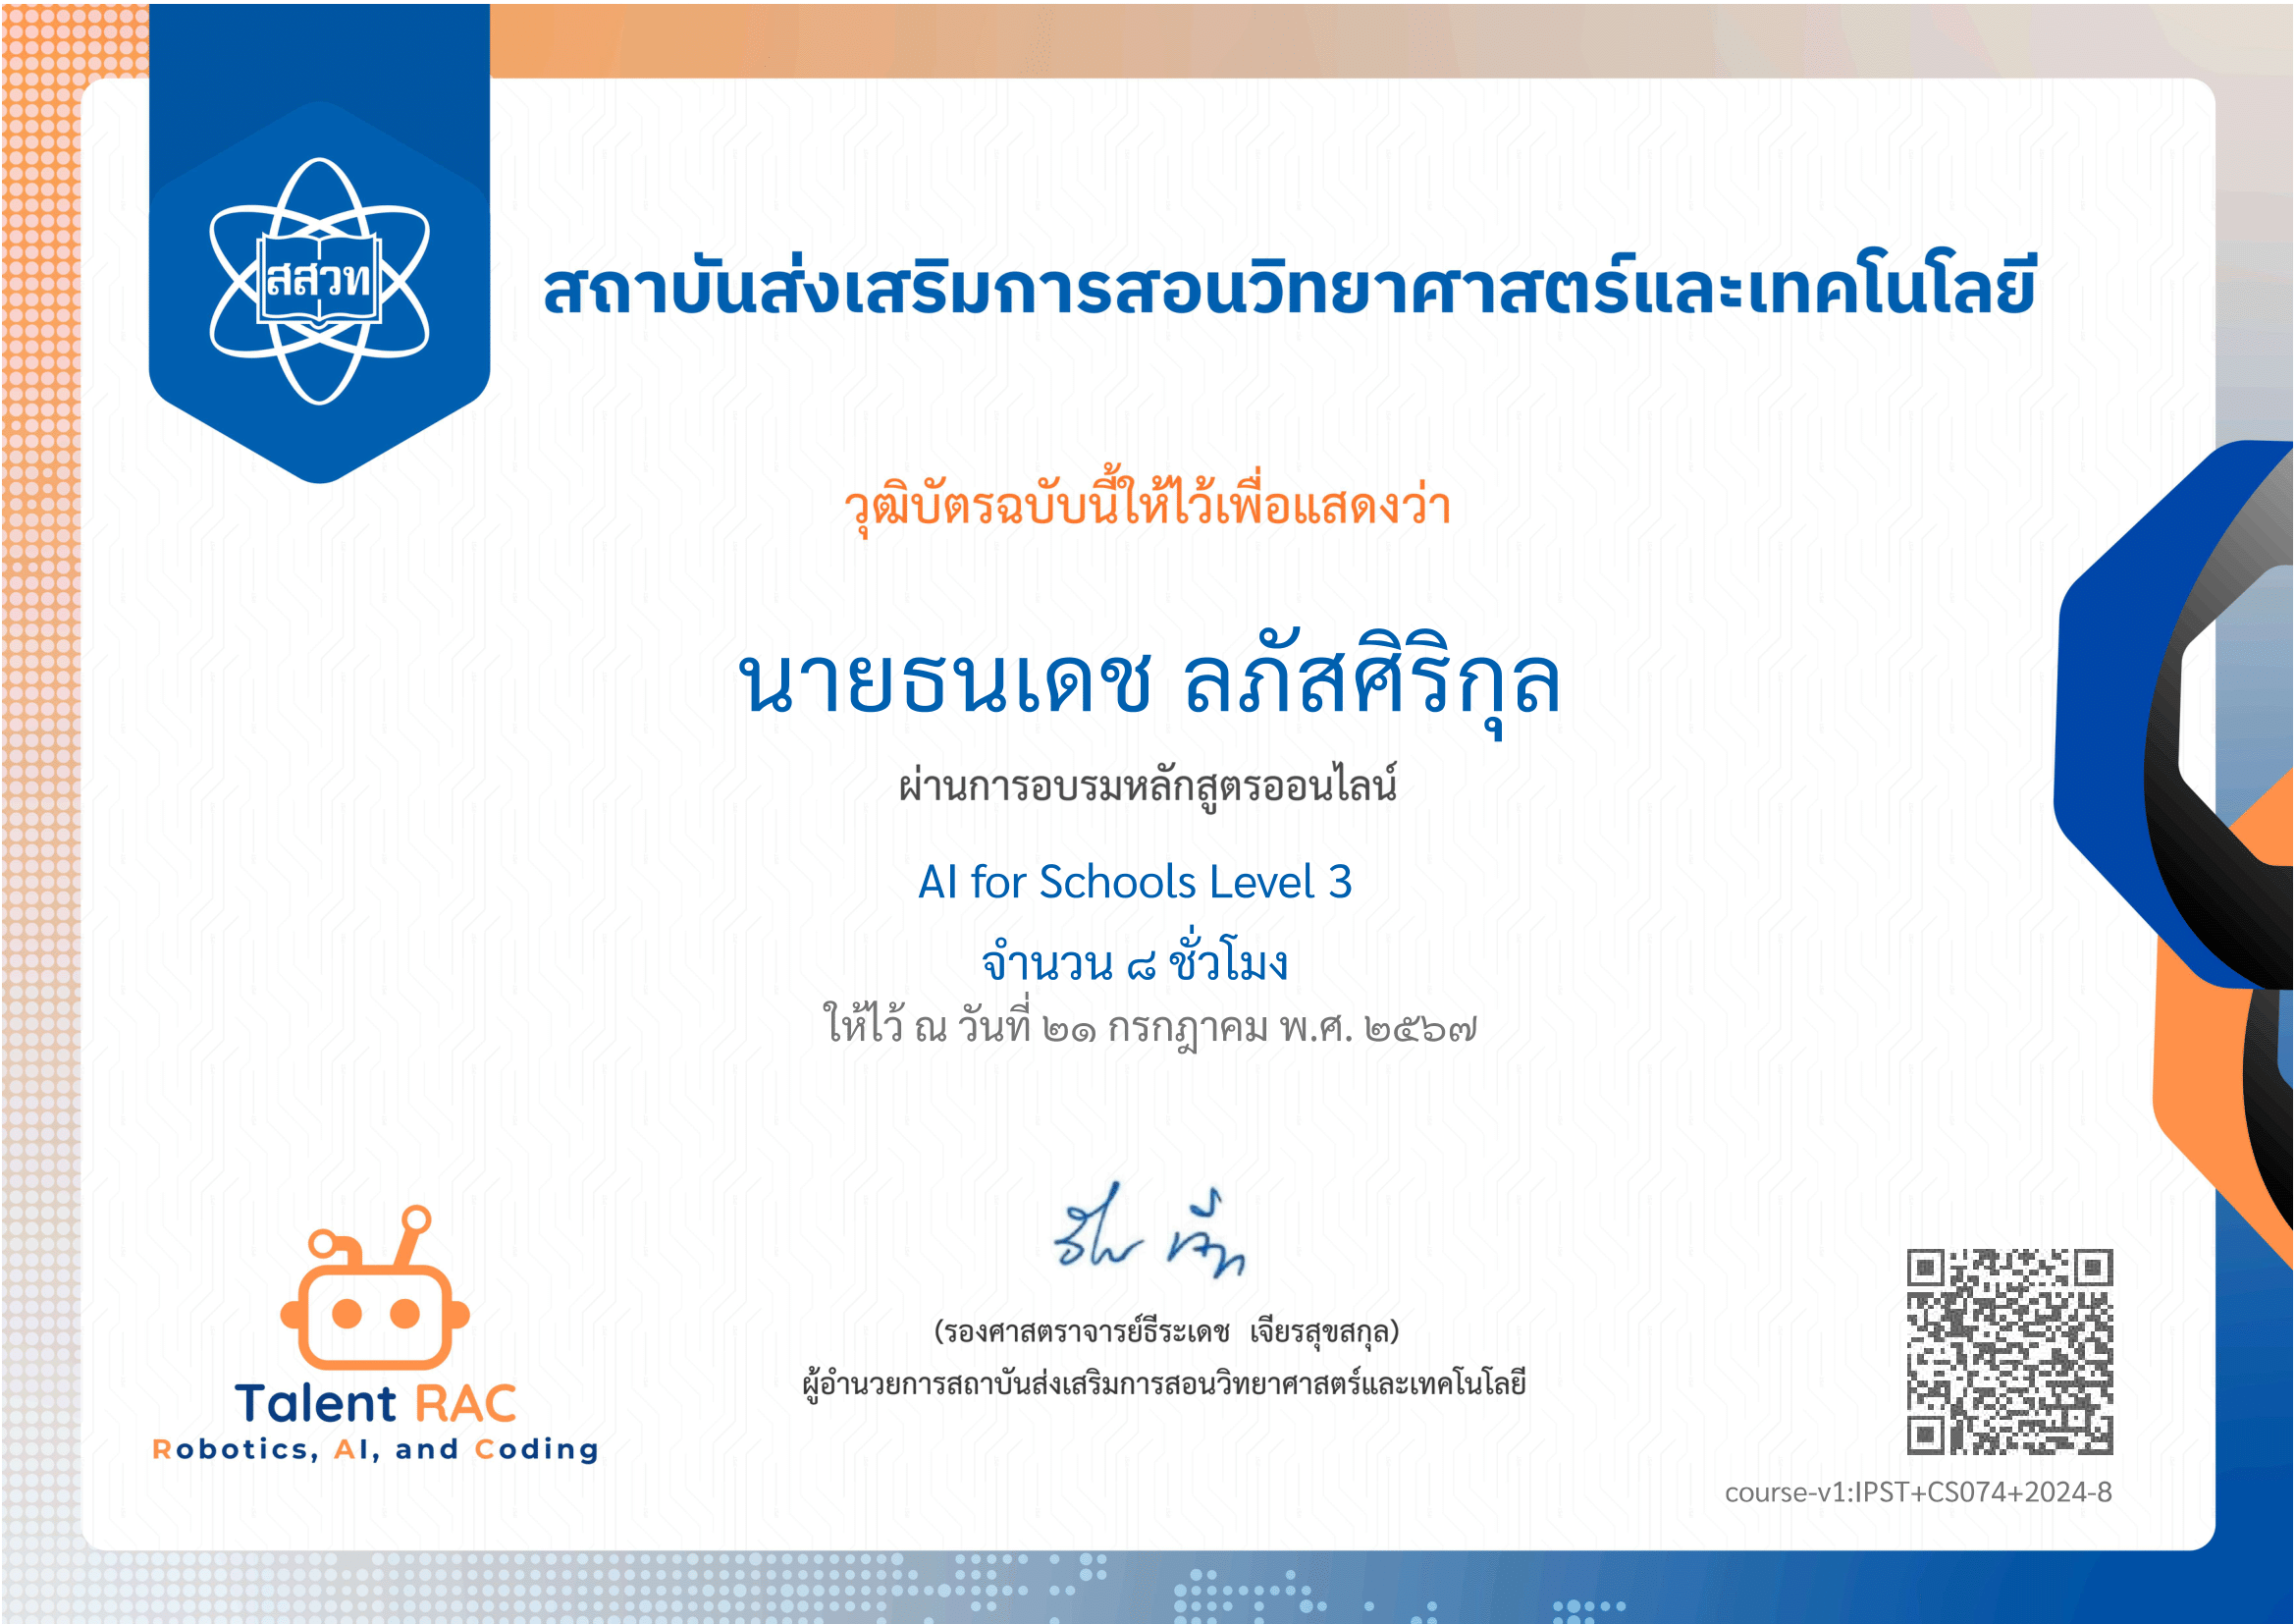 สสวท
สถาบันส่งเสริมการสอนวิทยาศาสตร์และเทคโนโลยี
วุฒิบัตรฉบับนี้ให้ไว้เพื่อแสดงว่า
นายธนเดช ลภัสศิริกุล
ผ่านการอบรมหลักสูตรออนไลน์
AI for Schools Level 3
จำนวน ๘ ชั่วโมง
ให้ไว้ ณ วันที่ ๒๑ กรกฎาคม พ.ศ. ๒๕๖๗
(รองศาสตราจารย์ธีระเดช เจียรสุขสกุล)
ผู้อำนวยการสถาบันส่งเสริมการสอนวิทยาศาสตร์และเทคโนโลยี
Talent RAC
Robotics, AI, and Coding
course-v1:IPST+CS074+2024-8